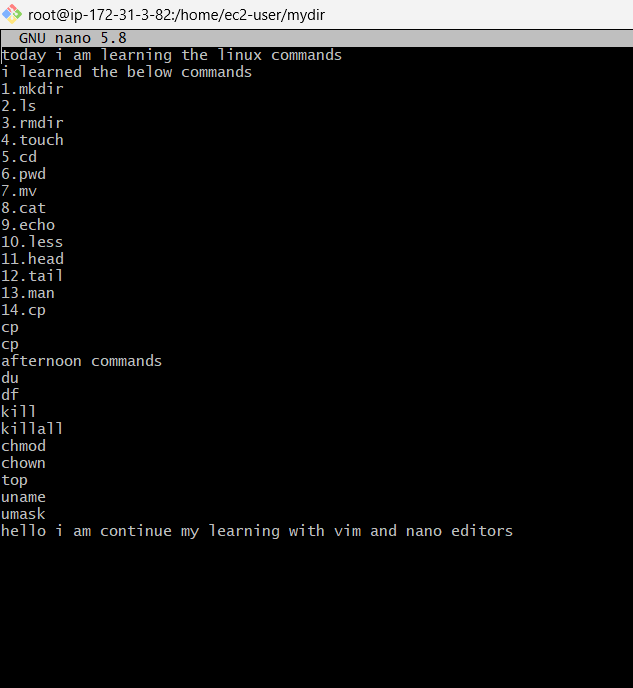 root@ip-172-31-3-82:/home/ec2-user/mydir
GNU nano 5.8
today i am learning the linux commands
i learned the below commands
1.mkdir
2.ls
3.rmdir
4.touch
5.cd
6.pwd
7.mv
8.cat
9.echo
10.less
11.head
12.tail
13.man
14.cp
cp
cp
afternoon commands
du
df
kill
killall
chmod
chown
top
uname
umask
hello i am continue my learning with vim and nano editors